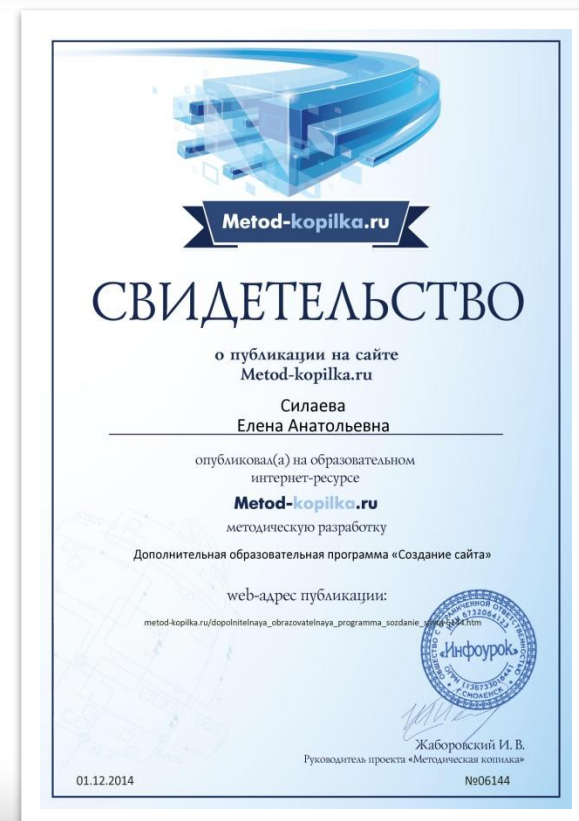 Metod-kopilka.ru
СВИДЕТЕЛЬСТВО
о публикации на сайте
Metod-kopilka.ru
Силаева
Елена Анатольевна
опубликовал(а) на образовательном
интернет-ресурсе
Metod-kopilka.ru
методическую разработку
Дополнительная образовательная программа «Создание сайта»
web-адрес публикации:
«Инфоурок»
Г.СМОЛЕНСК
Жаборовский И. В.
Руководитель проекта «Методическая копилка»
01.12.2014
№06144